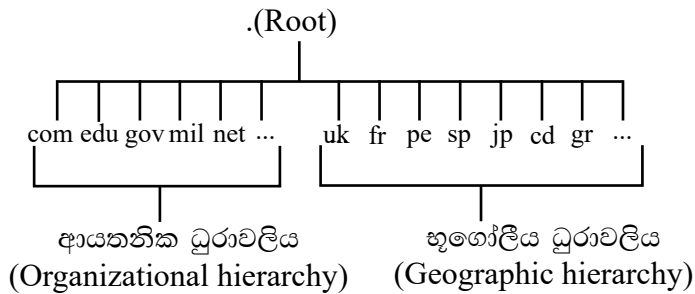 .(Root)
com edu gov mil net ... uk fr pe sp jp cd gr ...
ආයතනික ධුරාවලිය
(Organizational hierarchy)
භූගෝලීය ධුරාවලිය
(Geographic hierarchy)